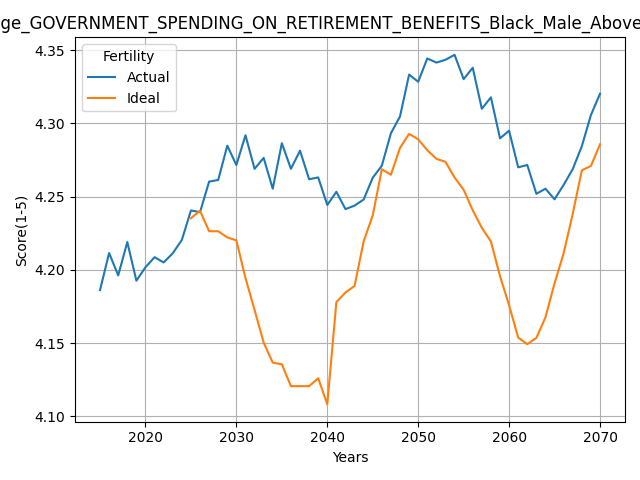 ge_GOVERNMENT_SPENDING_ON_RETIREMENT_BENEFITS_Black_Male_Above
Fertility
Actual
Ideal
Score(1-5)
4.35
4.30
4.25
4.20
4.15
4.10
2020 2030 2040 2050 2060 2070
Years